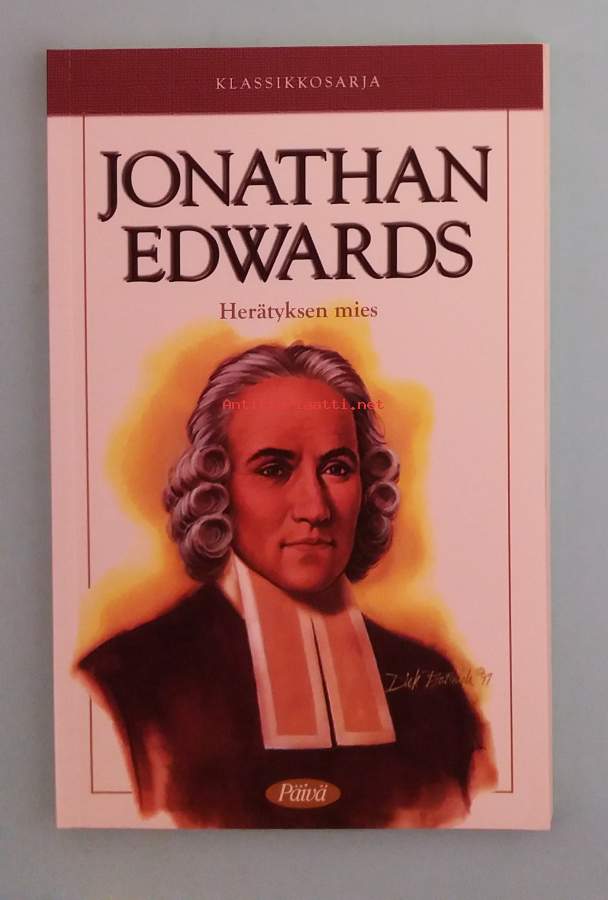 KLASSIKKOSARJA
JONATHAN
EDWARDS
Herätyksen mies
Päivä